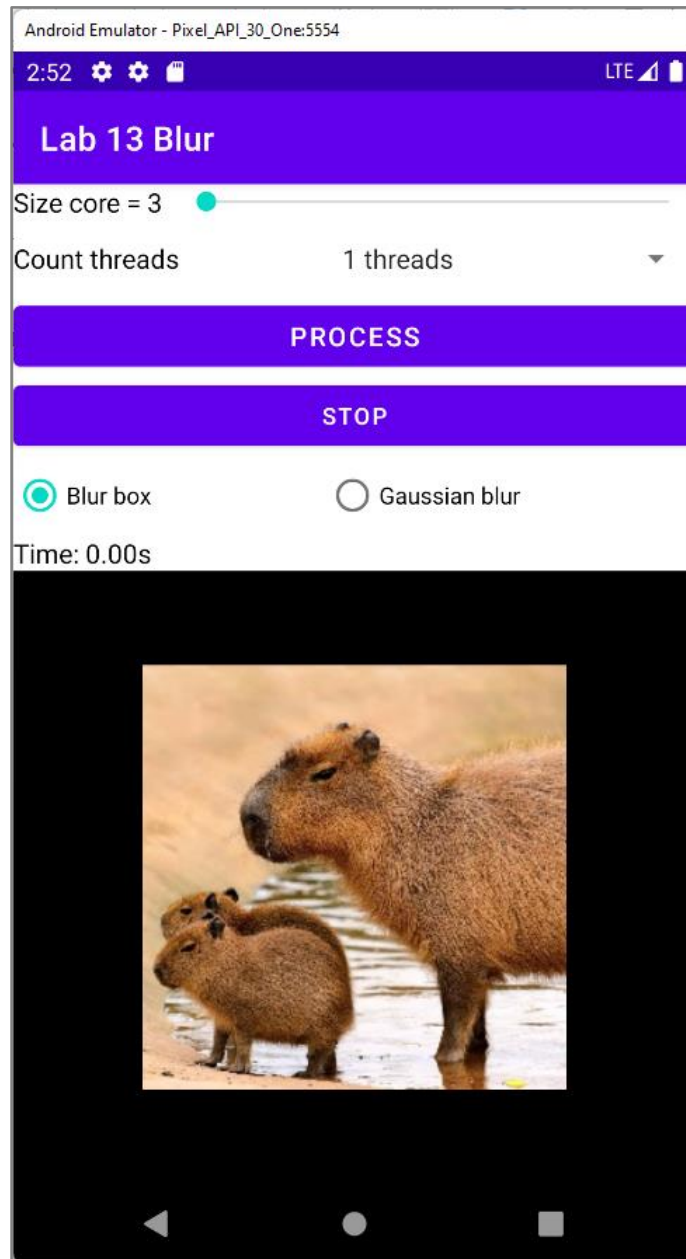 Android Emulator - Pixel_API_30_One:5554
2:52 LTE
Lab 13 Blur
Size core = 3
Count threads 1 threads
PROCESS
STOP
Blur box Gaussian blur
Time: 0.00s